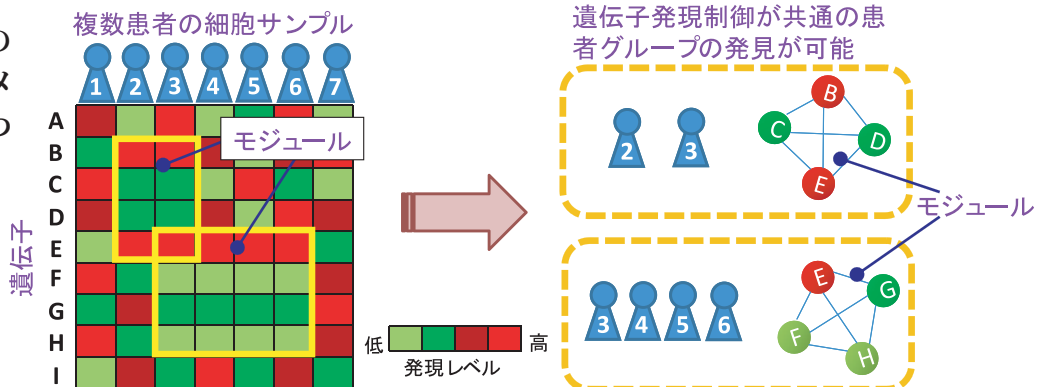 の
メ
つ
複数患者の細胞サンプル
1 2 3 4 5 6 7
A
B
C
D
E
F
G
H
I
遺伝子
モジュール
低 高
発現レベル
遺伝子発現制御が共通の患
者グループの発見が可能
2 3
B
C
D
E
モジュール
3 4 5 6
E
G
F
H